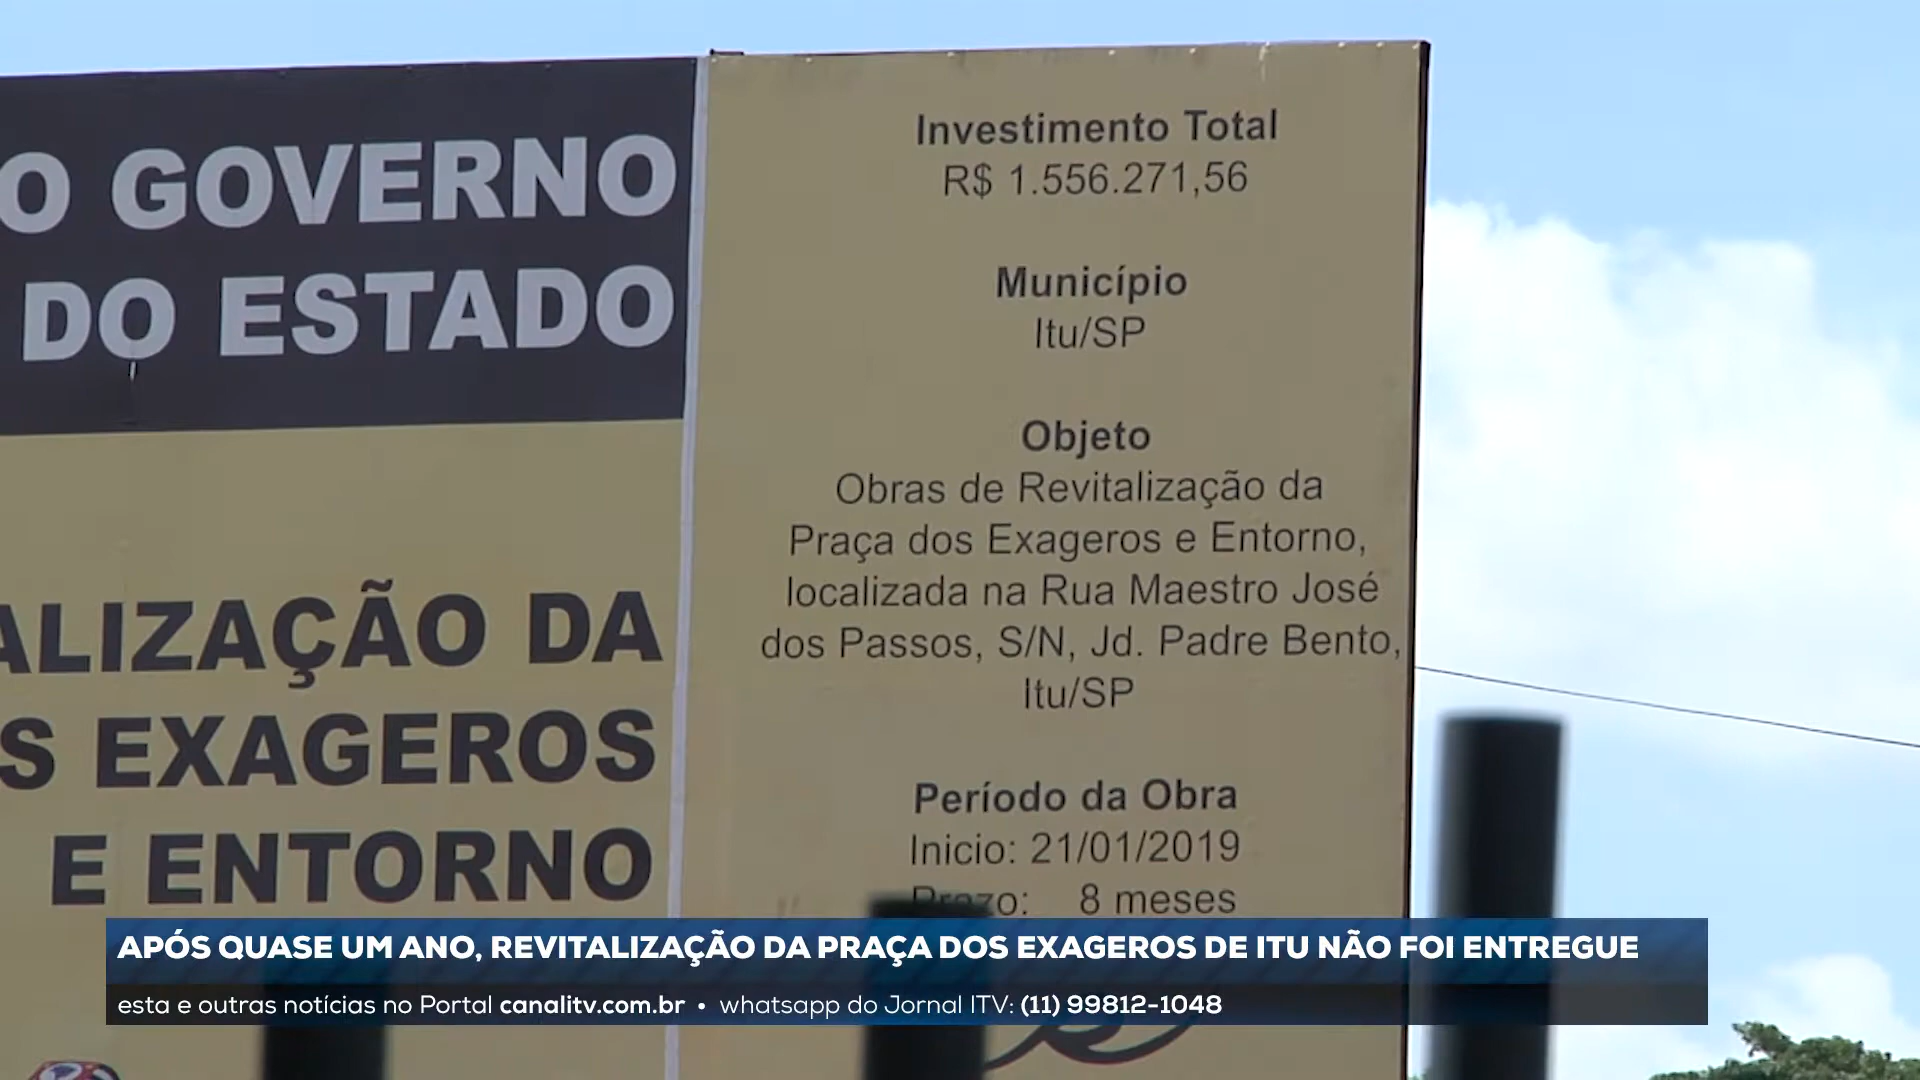 O GOVERNO
DO ESTADO
ALIZAÇÃO DA
S EXAGEROS
E ENTORNO
Investimento Total
R$ 1.556.271,56
Município
Itu/SP
Objeto
Obras de Revitalização da
Praça dos Exageros e Entorno,
localizada na Rua Maestro José
dos Passos, S/N, Jd. Padre Bento,
Itu/SP
Período da Obra
Inicio: 21/01/2019
Prazo: 8 meses
APÓS QUASE UM ANO, REVITALIZAÇÃO DA PRAÇA DOS EXAGEROS DE ITU NÃO FOI ENTREGUE
esta e outras notícias no Portal canalitv.com.br • whatsapp do Jornal ITV: (11) 99812-1048